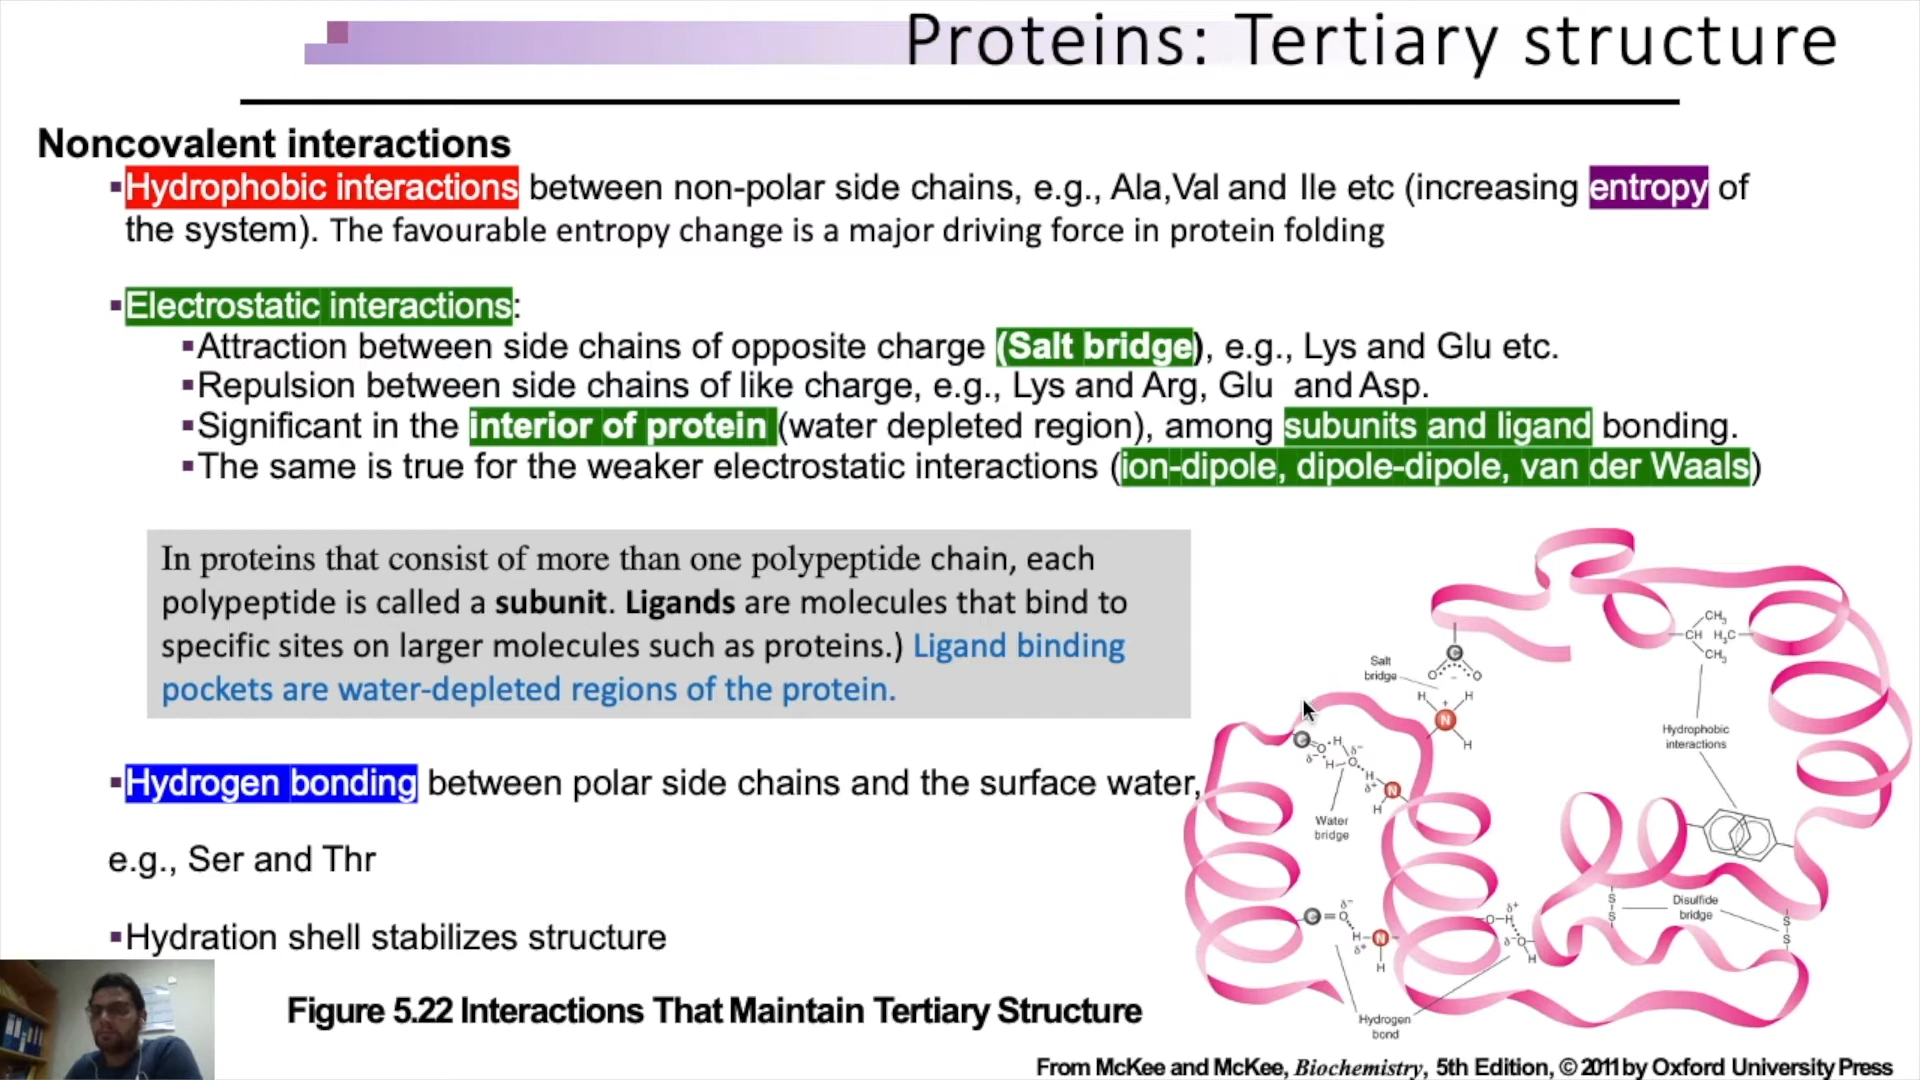 Proteins: Tertiary structure
Noncovalent interactions
▪Hydrophobic interactions between non-polar side chains, e.g., Ala,Val and Ile etc (increasing entropy of
the system). The favourable entropy change is a major driving force in protein folding
▪Electrostatic interactions:
▪Attraction between side chains of opposite charge (Salt bridge), e.g., Lys and Glu etc.
▪Repulsion between side chains of like charge, e.g., Lys and Arg, Glu and Asp.
▪Significant in the interior of protein (water depleted region), among subunits and ligand bonding.
▪The same is true for the weaker electrostatic interactions (ion-dipole, dipole-dipole, van der Waals)
In proteins that consist of more than one polypeptide chain, each
polypeptide is called a subunit. Ligands are molecules that bind to
specific sites on larger molecules such as proteins.) Ligand binding
pockets are water-depleted regions of the protein.
▪Hydrogen bonding between polar side chains and the surface water,
e.g., Ser and Thr
▪Hydration shell stabilizes structure
Figure 5.22 Interactions That Maintain Tertiary Structure
CH₃
CH H₃C
CH₃
Salt
bridge
C
O - O
H + H
N
H
Hydrophobic
interactions
C O H δ⁻
δ⁻ H O H
δ⁺ N
H
Water
bridge
Disulfide
bridge
S
S
S
S
δ⁻
C=O
H N
δ⁺
H
δ⁺
O-H
δ⁻ O
H
Hydrogen
bond
From McKee and McKee, Biochemistry, 5th Edition, © 2011 by Oxford University Press